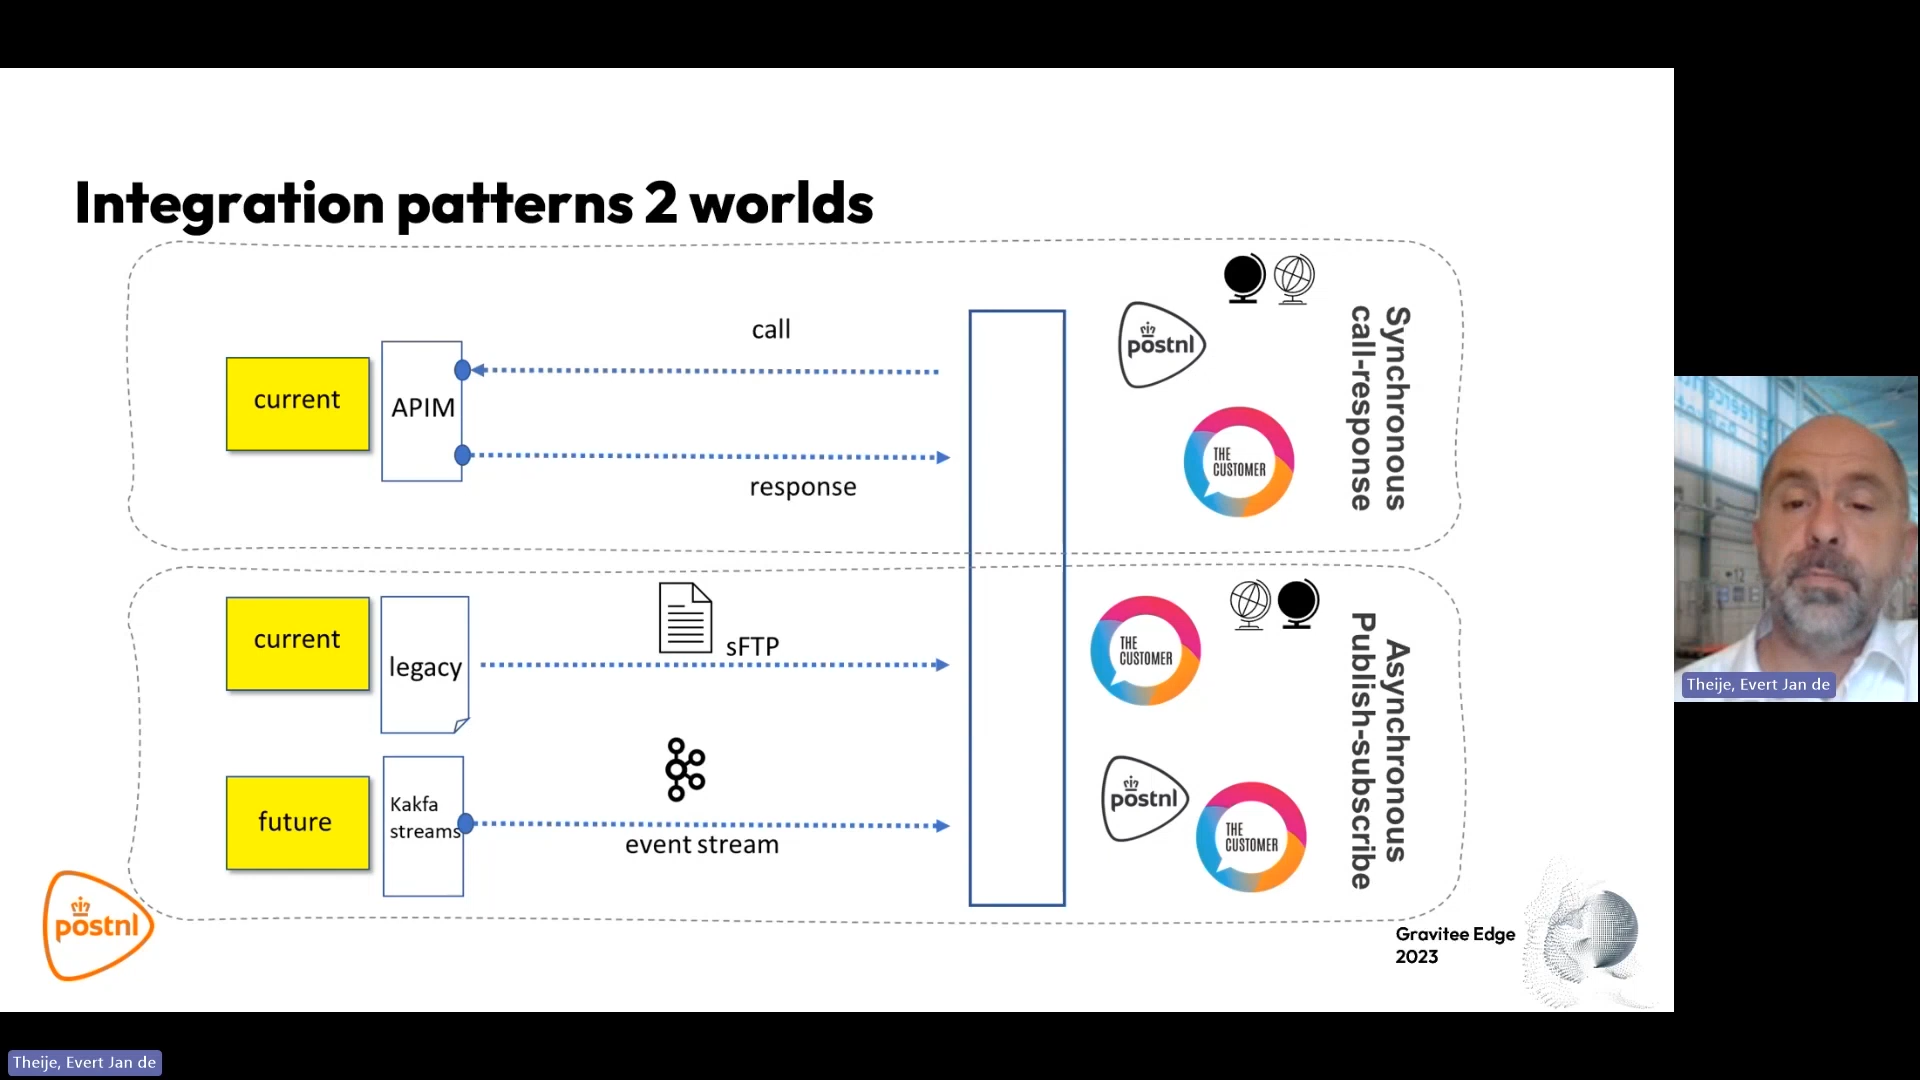 Integration patterns 2 worlds
call
current
APIM
response
postnl
THE
CUSTOMER
Synchronous
call-response
current
legacy
sFTP
THE
CUSTOMER
future
Kakfa
streams
event stream
postnl
THE
CUSTOMER
Asynchronous
Publish-subscribe
postnl
Gravitee Edge
2023
Theije, Evert Jan de
Theije, Evert Jan de